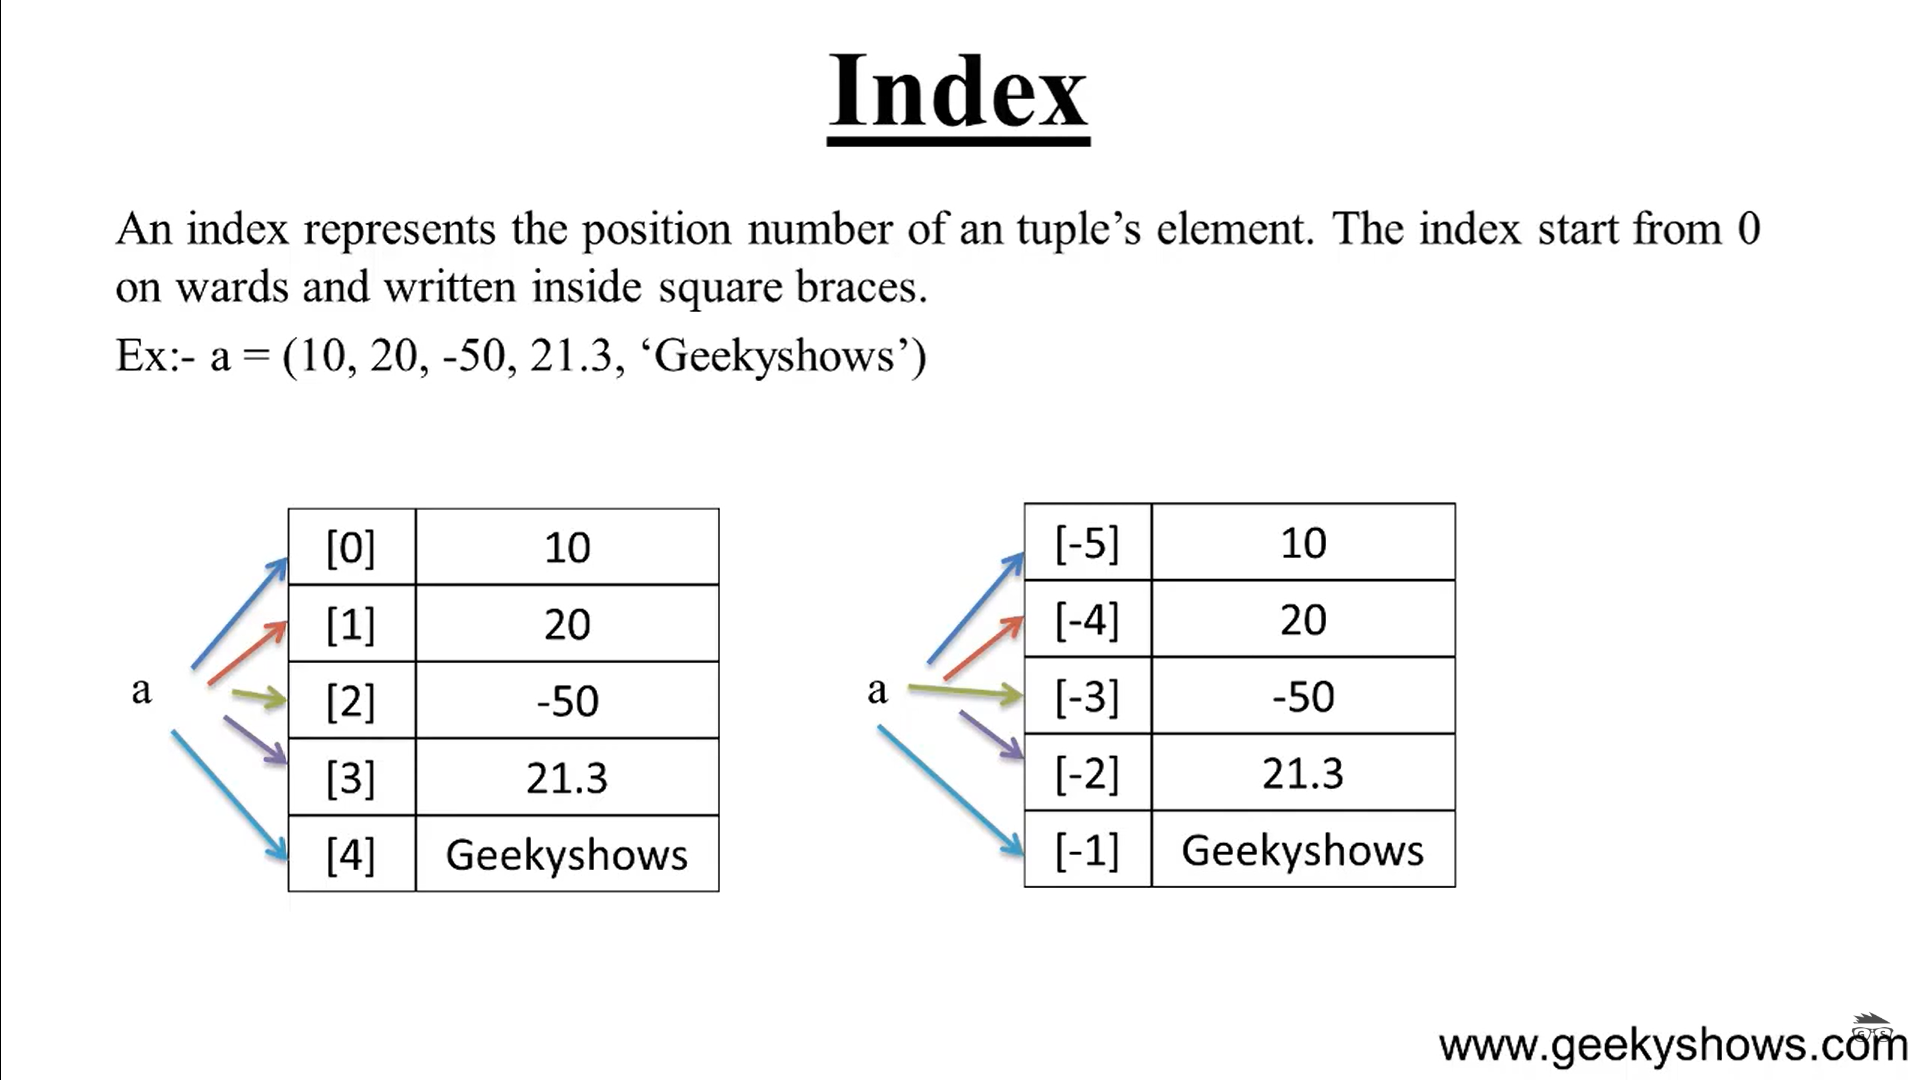 Index
An index represents the position number of an tuple’s element. The index start from 0
on wards and written inside square braces.
Ex:- a = (10, 20, -50, 21.3, ‘Geekyshows’)
a
[0] 10
[1] 20
[2] -50
[3] 21.3
[4] Geekyshows
a
[-5] 10
[-4] 20
[-3] -50
[-2] 21.3
[-1] Geekyshows
www.geekyshows.com